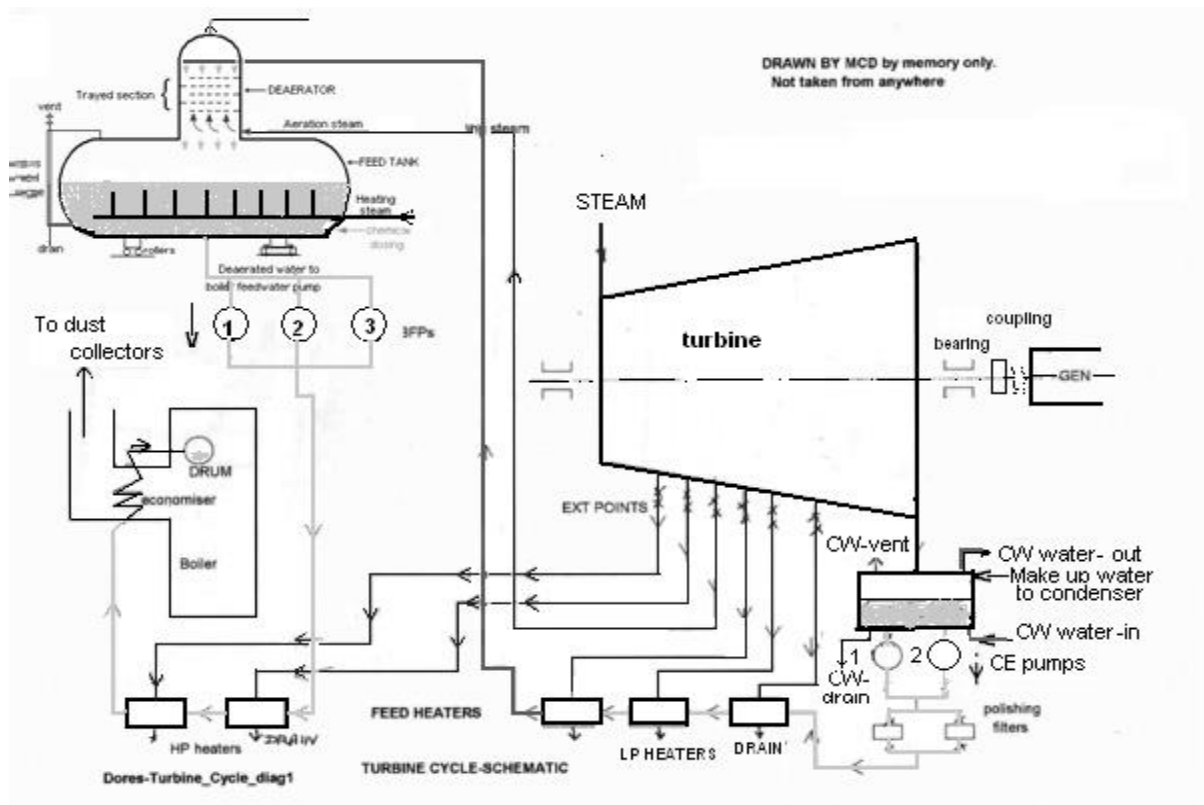 DRAWN BY MCD by memory only.
Not taken from anywhere
Trayed section
DEAERATOR
vent
Aeration steam
steam
FEED TANK
Heating
steam
chemical
dosing
drain
rollers
Deaerated water to
boiler feedwater pump
1
2
3
BFPs
To dust
collectors
STEAM
turbine
coupling
bearing
GEN
DRUM
economiser
Boiler
EXT POINTS
CW-vent
CW water- out
Make up water
to condenser
CW water-in
1
2
CE pumps
CW-
drain
polishing
filters
FEED HEATERS
HP heaters
LP HEATERS
DRAIN
TURBINE CYCLE-SCHEMATIC
Dores-Turbine_Cycle_diag1